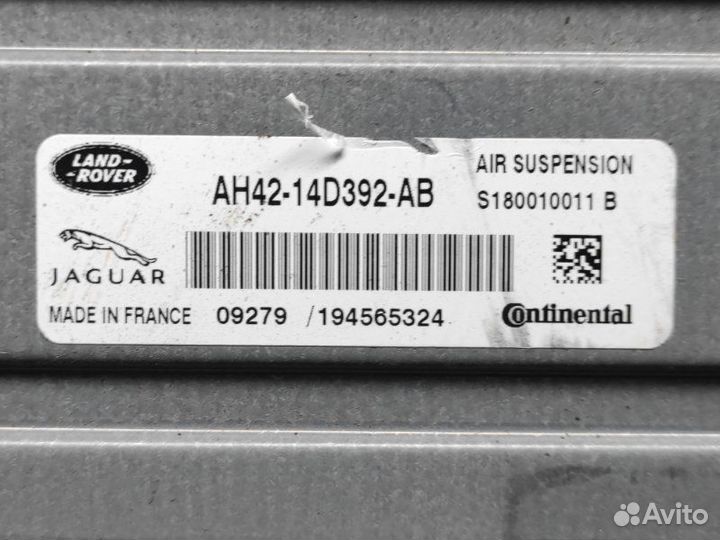 LAND-
ROVER
AH42-14D392-AB
AIR SUSPENSION
S180010011 B
JAGUAR
MADE IN FRANCE
09279 / 194565324
Continental
Avito